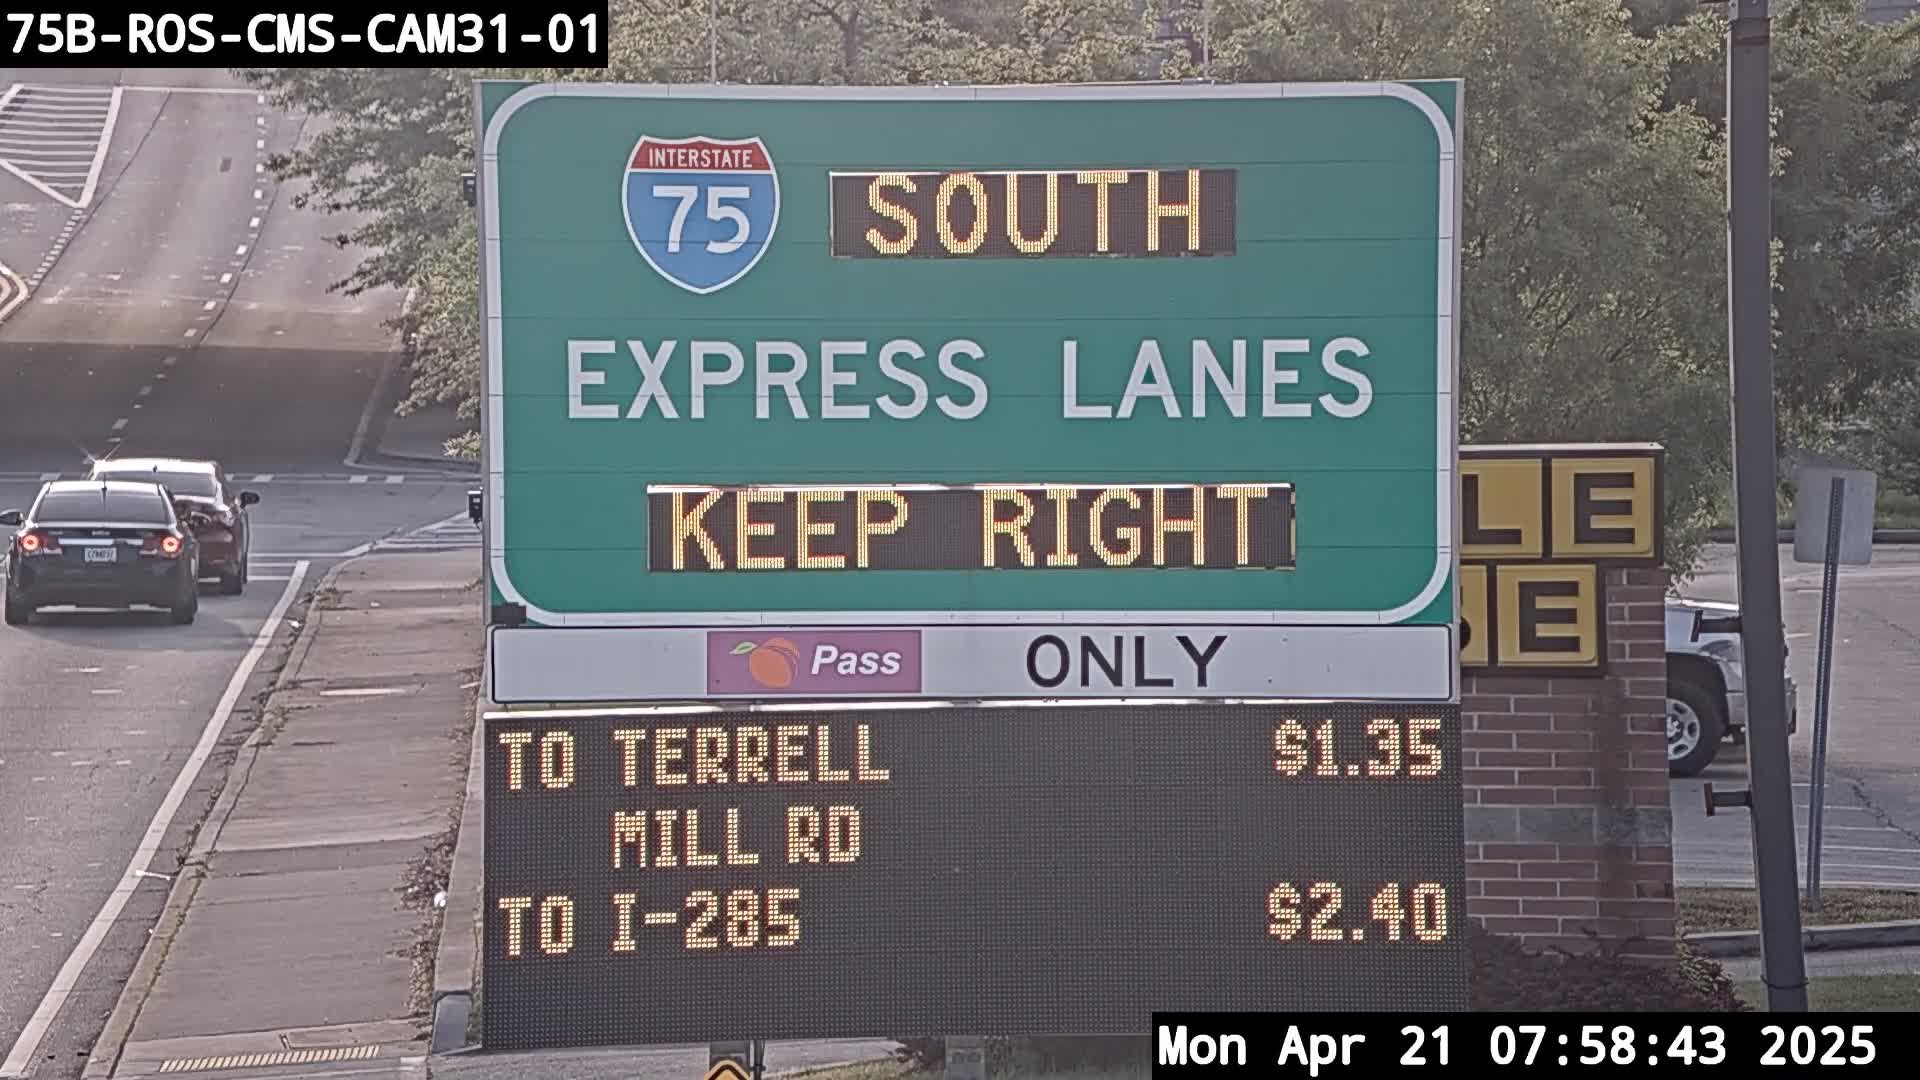 75B-ROS-CMS-CAM31-01
INTERSTATE
75
SOUTH
EXPRESS LANES
KEEP RIGHT
Pass ONLY
TO TERRELL $1.35
MILL RD
TO I-285 $2.40
LE
E
Mon Apr 21 07:58:43 2025